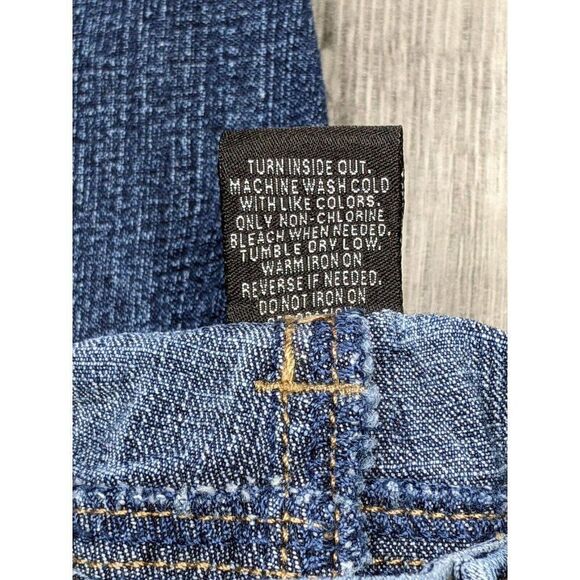 TURN INSIDE OUT.
MACHINE WASH COLD
WITH LIKE COLORS.
ONLY NON-CHLORINE
BLEACH WHEN NEEDED.
TUMBLE DRY LOW.
WARM IRON ON
REVERSE IF NEEDED.
DO NOT IRON ON